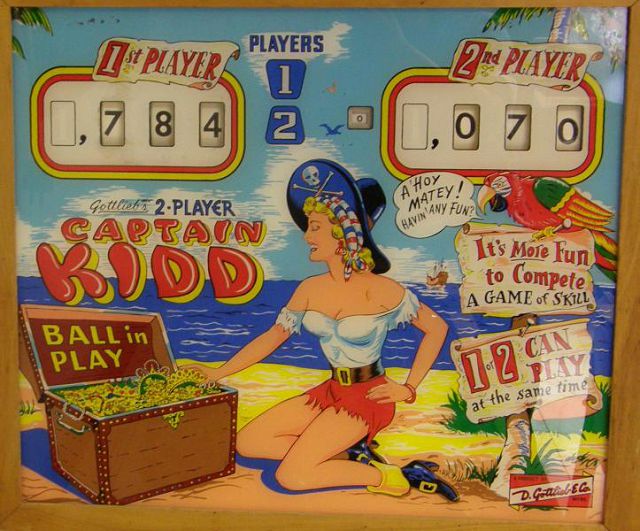 1st PLAYER
PLAYERS
1
2
0
2nd PLAYER
,784
,070
Gottlieb's 2-PLAYER
CAPTAIN
KIDD
A'HOY
MATEY!
HAVIN' ANY FUN?
It's More Fun
to Compete
A GAME of SKILL
BALL in
PLAY
1 or 2 CAN
PLAY
at the same time
D. Gottlieb & Co.